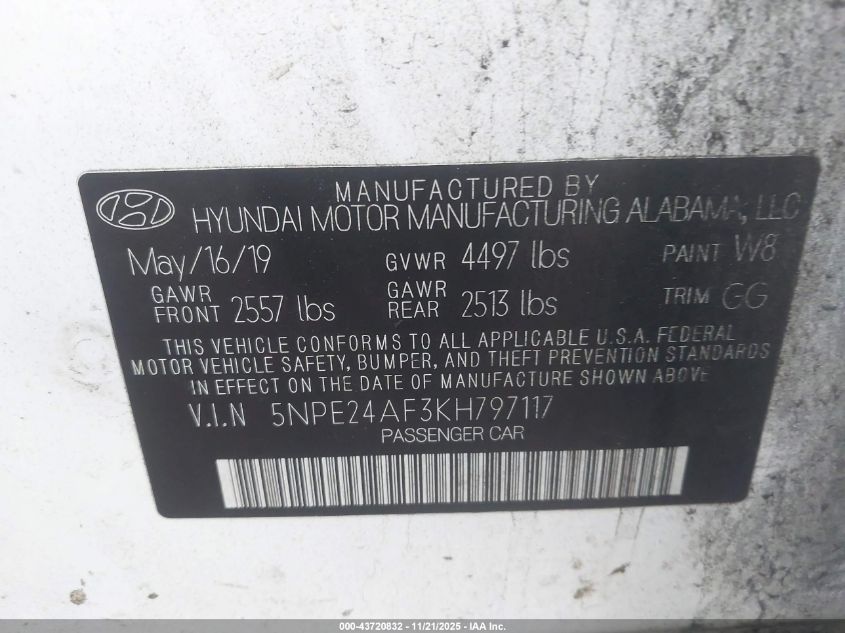 MANUFACTURED BY
HYUNDAI MOTOR MANUFACTURING ALABAMA, LLC
May/16/19 GVWR 4497 lbs PAINT W8
GAWR FRONT 2557 lbs GAWR REAR 2513 lbs TRIM GG
THIS VEHICLE CONFORMS TO ALL APPLICABLE U.S.A. FEDERAL
MOTOR VEHICLE SAFETY, BUMPER, AND THEFT PREVENTION STANDARDS
IN EFFECT ON THE DATE OF MANUFACTURE SHOWN ABOVE
V.I.N 5NPE24AF3KH797117
PASSENGER CAR
000-43720832 - 11/21/2025 - IAA Inc.